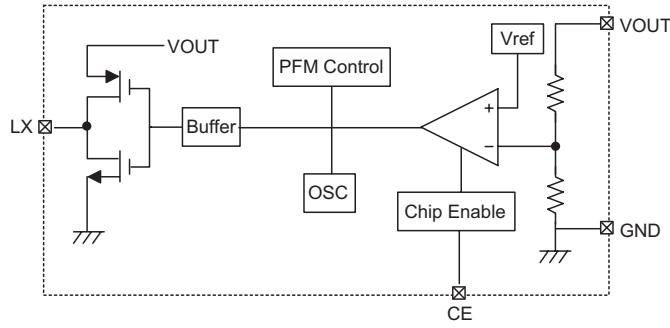 VOUT
Vref
VOUT
PFM Control
+
LX
Buffer
−
OSC
Chip Enable
GND
CE